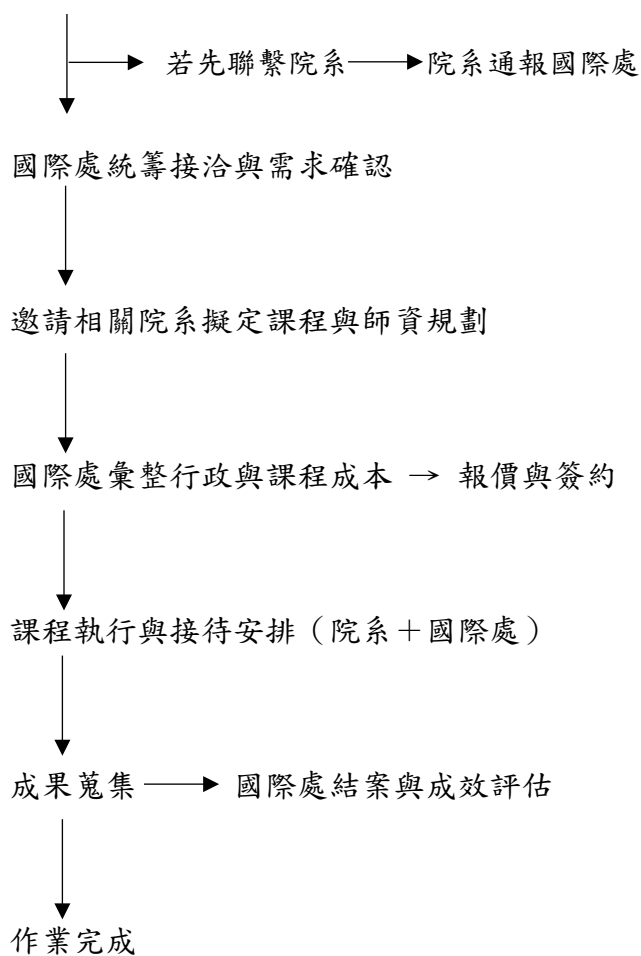 若先聯繫院系 院系通報國際處
國際處統籌接洽與需求確認
邀請相關院系擬定課程與師資規劃
國際處彙整行政與課程成本 → 報價與簽約
課程執行與接待安排（院系＋國際處）
成果蒐集 國際處結案與成效評估
作業完成